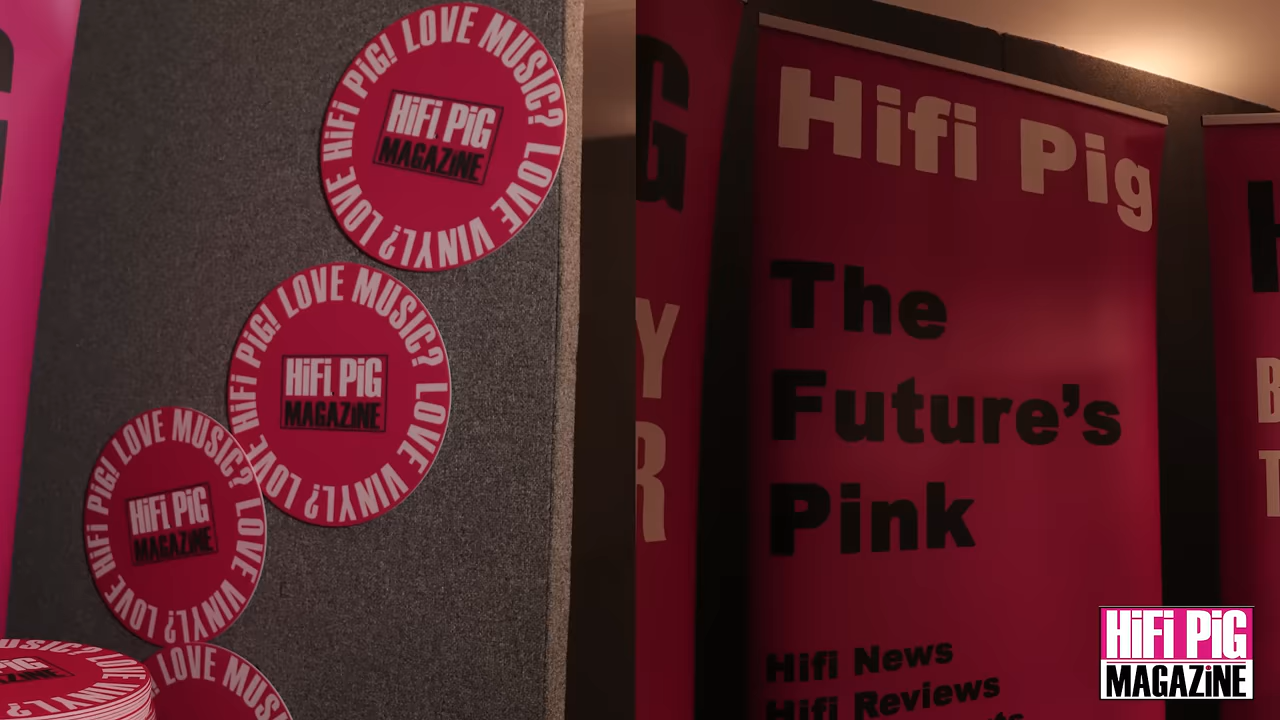 LOVE MUSIC? LOVE VINYL? LOVE HiFi PiG!
HiFi PiG
MAGAZiNE
LOVE MUSIC? LOVE VINYL? LOVE HiFi PiG!
HiFi PiG
MAGAZiNE
LOVE MUSIC? LOVE VINYL? LOVE HiFi PiG!
HiFi PiG
MAGAZiNE
LOVE
G
Y
R
Hifi Pig
The
Future's
Pink
Hifi News
Hifi Reviews
B
T
HiFi PiG
MAGAZiNE